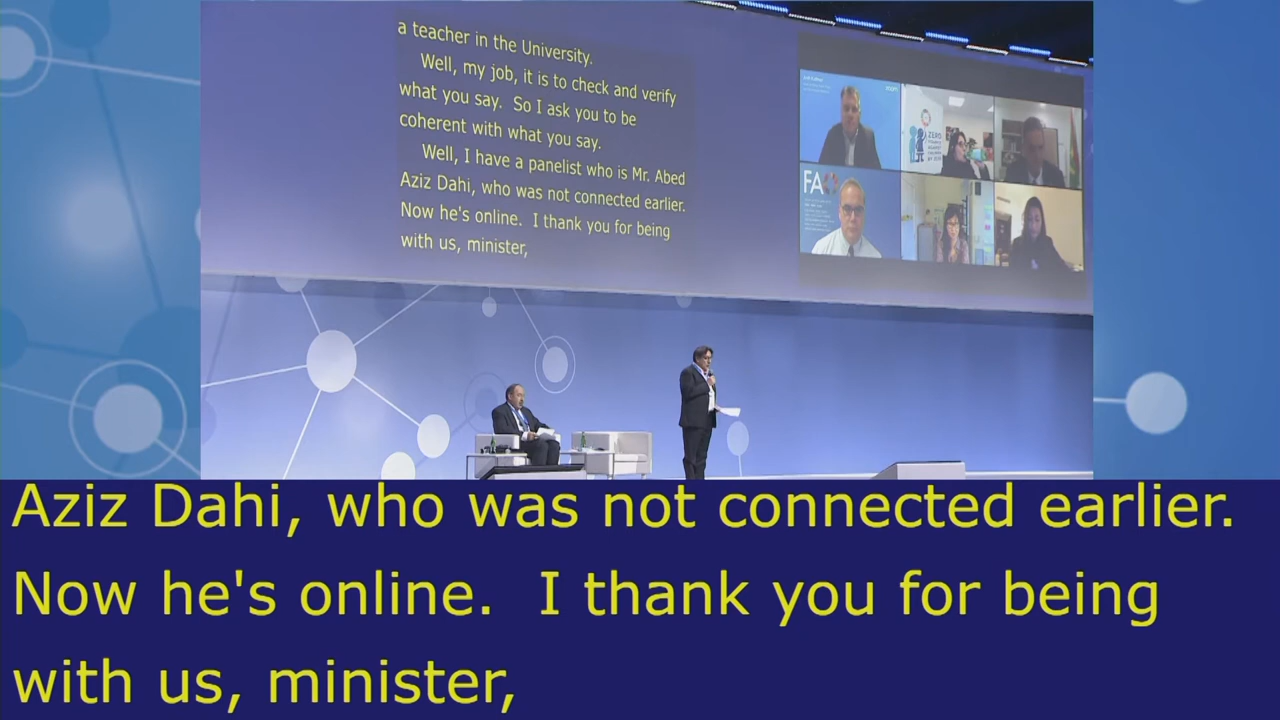 a teacher in the University.
Well, my job, it is to check and verify
what you say. So I ask you to be
coherent with what you say.
Well, I have a panelist who is Mr. Abed
Aziz Dahi, who was not connected earlier.
Now he's online. I thank you for being
with us, minister,
ZERO
FAO
Aziz Dahi, who was not connected earlier.
Now he's online. I thank you for being
with us, minister,